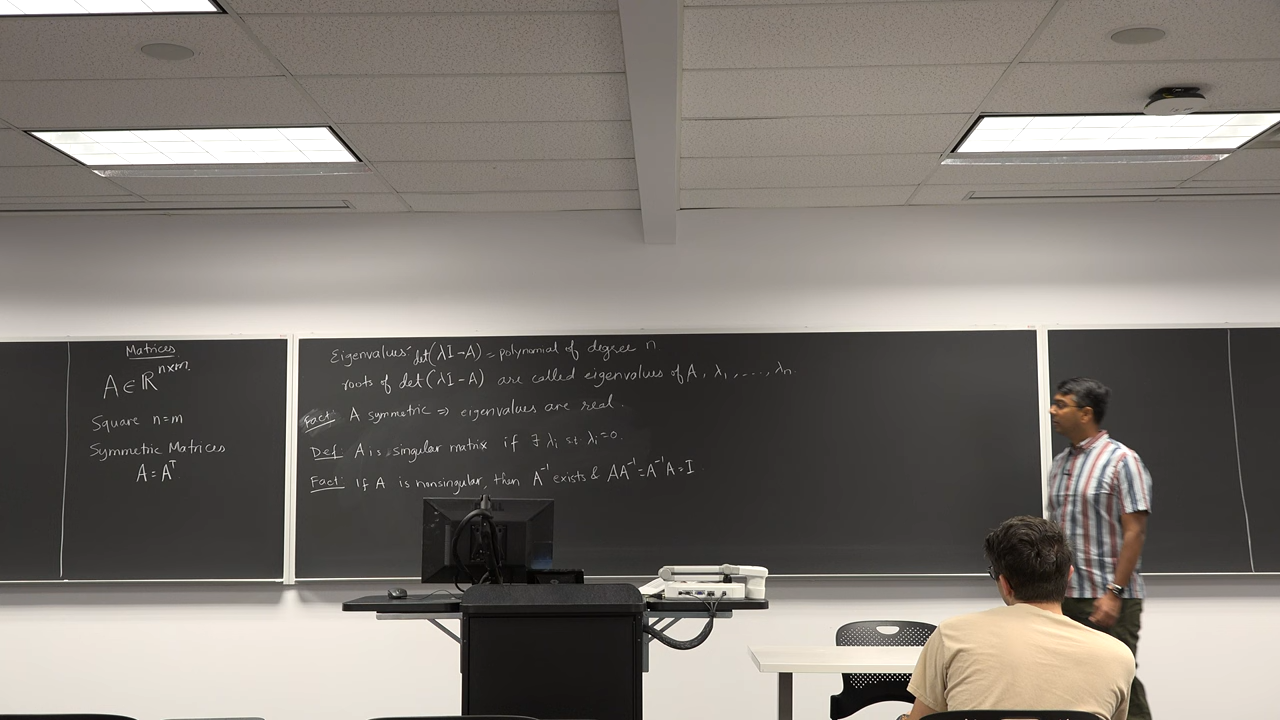 Matrices
A ∈ ℝ^{n×m}
Square n=m
Symmetric Matrices
A = A^T
Eigenvalues: det(λI-A) = polynomial of degree n
roots of det(λI-A) are called eigenvalues of A, λ₁, ...., λₙ.
Fact: A symmetric ⇒ eigenvalues are real.
Def: A is singular matrix if ∃ λᵢ st λᵢ=0.
Fact: If A is nonsingular, then A⁻¹ exists & AA⁻¹=A⁻¹A=I.